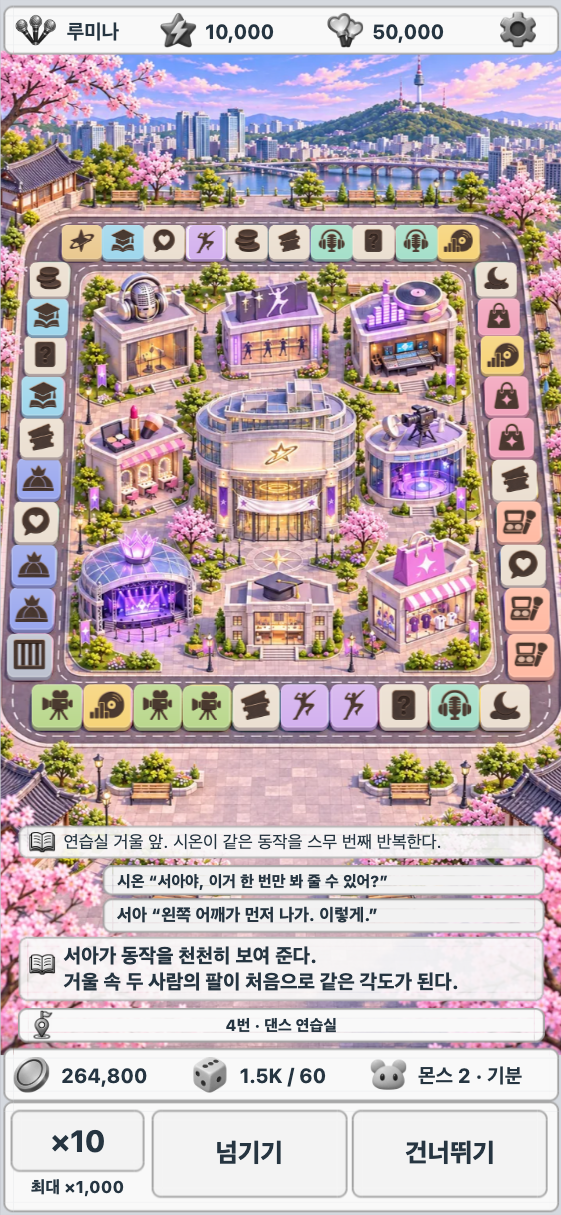 루미나
10,000
50,000
?
?
?
연습실 거울 앞. 시온이 같은 동작을 스무 번째 반복한다.
시온 “서아야, 이거 한 번만 봐 줄 수 있어?”
서아 “왼쪽 어깨가 먼저 나가. 이렇게.”
서아가 동작을 천천히 보여 준다.
거울 속 두 사람의 팔이 처음으로 같은 각도가 된다.
4번 · 댄스 연습실
264,800
1.5K / 60
몬스 2 · 기분
×10
최대 ×1,000
넘기기
건너뛰기